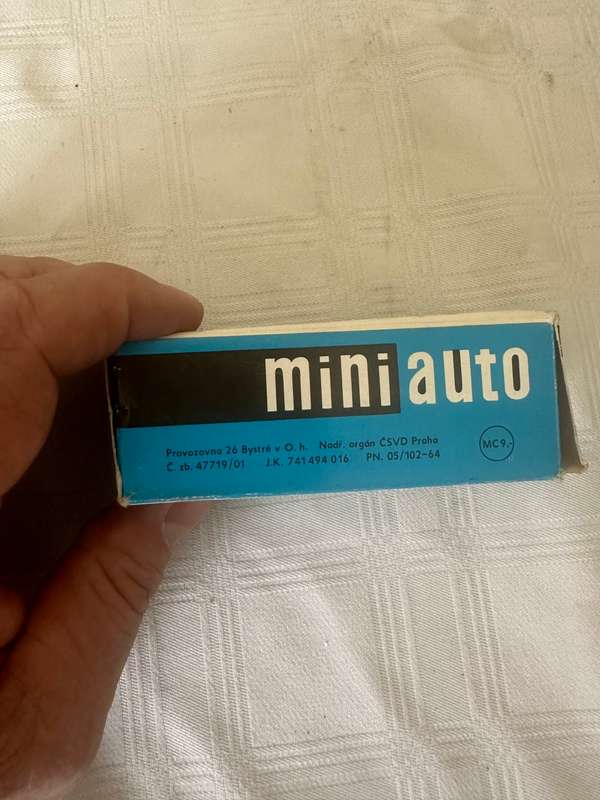 mini auto
Provozovna 26 Bystré v O. h. Nadř. orgán ČSVD Praha
Č. zb. 47719/01 J.K. 741 494 016 PN. 05/102-64
MC 9,-